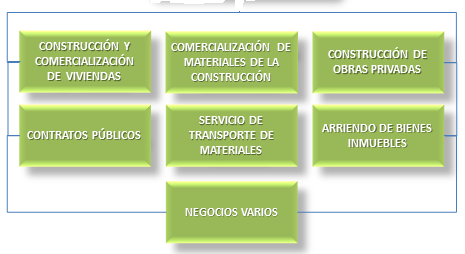 CONSTRUCCIÓN Y
COMERCIALIZACIÓN
DE VIVIENDAS
COMERCIALIZACIÓN DE
MATERIALES DE LA
CONSTRUCCIÓN
CONSTRUCCIÓN DE
OBRAS PRIVADAS
CONTRATOS PÚBLICOS
SERVICIO DE
TRANSPORTE DE
MATERIALES
ARRIENDO DE BIENES
INMUEBLES
NEGOCIOS VARIOS